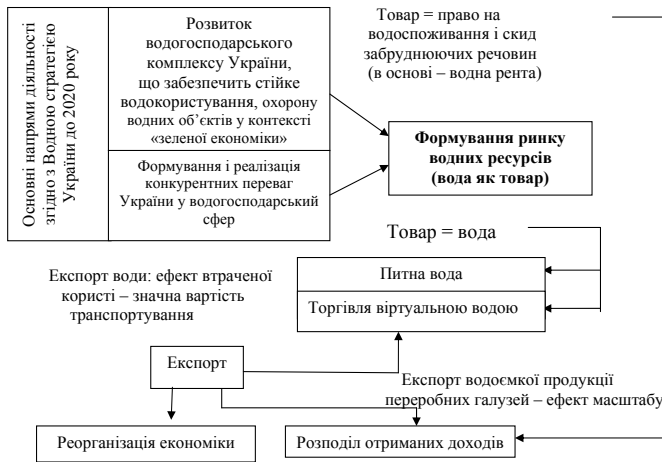 Основні напрями діяльності
згідно з Водною стратегією
України до 2020 року
Розвиток
водогосподарського
комплексу України,
що забезпечить стійке
водокористування, охорону
водних об’єктів у контексті
«зеленої економіки»
Формування і реалізація
конкурентних переваг
України у водогосподарський
сфер
Товар = право на
водоспоживання і скид
забруднюючих речовин
(в основі – водна рента)
Формування ринку
водних ресурсів
(вода як товар)
Товар = вода
Питна вода
Торгівля віртуальною водою
Експорт води: ефект втраченої
користі – значна вартість
транспортування
Експорт
Експорт водоємкої продукції
переробних галузей – ефект масштабу
Реорганізація економіки
Розподіл отриманих доходів